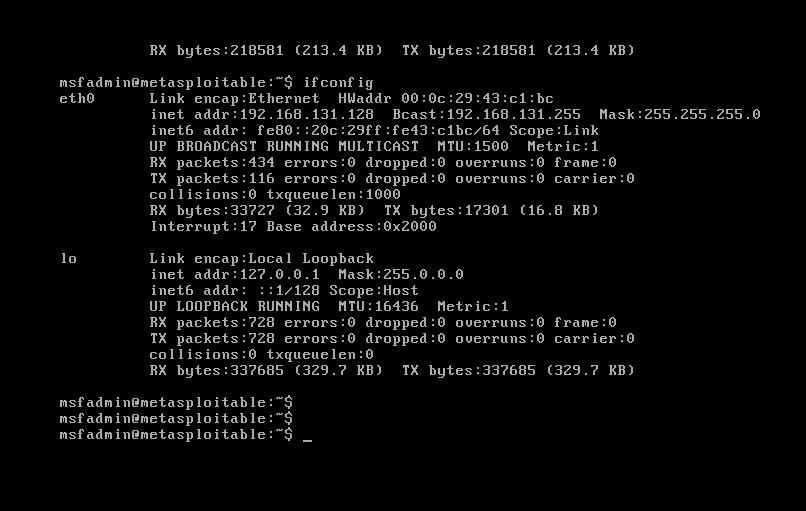 RX bytes:218581 (213.4 KB)  TX bytes:218581 (213.4 KB)
msfadmin@metasploitable:~$ ifconfig
eth0      Link encap:Ethernet  HWaddr 00:0c:29:43:c1:bc
          inet addr:192.168.131.128  Bcast:192.168.131.255  Mask:255.255.255.0
          inet6 addr: fe80::20c:29ff:fe43:c1bc/64 Scope:Link
          UP BROADCAST RUNNING MULTICAST  MTU:1500  Metric:1
          RX packets:434 errors:0 dropped:0 overruns:0 frame:0
          TX packets:116 errors:0 dropped:0 overruns:0 carrier:0
          collisions:0 txqueuelen:1000
          RX bytes:33727 (32.9 KB)  TX bytes:17301 (16.8 KB)
          Interrupt:17 Base address:0x2000
lo        Link encap:Local Loopback
          inet addr:127.0.0.1  Mask:255.0.0.0
          inet6 addr: ::1/128 Scope:Host
          UP LOOPBACK RUNNING  MTU:16436  Metric:1
          RX packets:728 errors:0 dropped:0 overruns:0 frame:0
          TX packets:728 errors:0 dropped:0 overruns:0 carrier:0
          collisions:0 txqueuelen:0
          RX bytes:337685 (329.7 KB)  TX bytes:337685 (329.7 KB)
msfadmin@metasploitable:~$
msfadmin@metasploitable:~$
msfadmin@metasploitable:~$ _